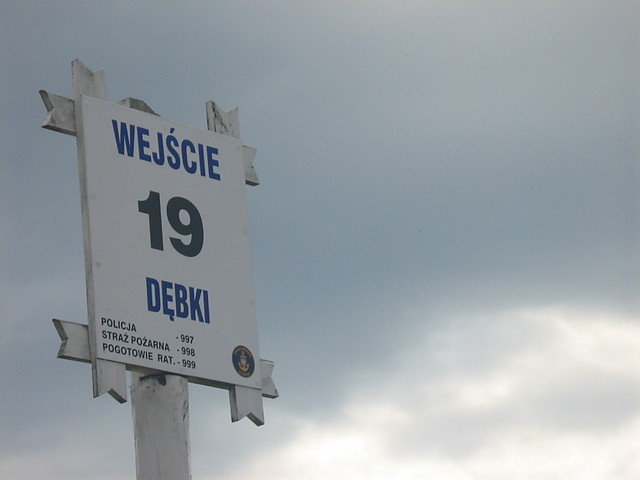 WEJŚCIE
19
DĘBKI
POLICJA - 997
STRAŻ POŻARNA - 998
POGOTOWIE RAT. - 999